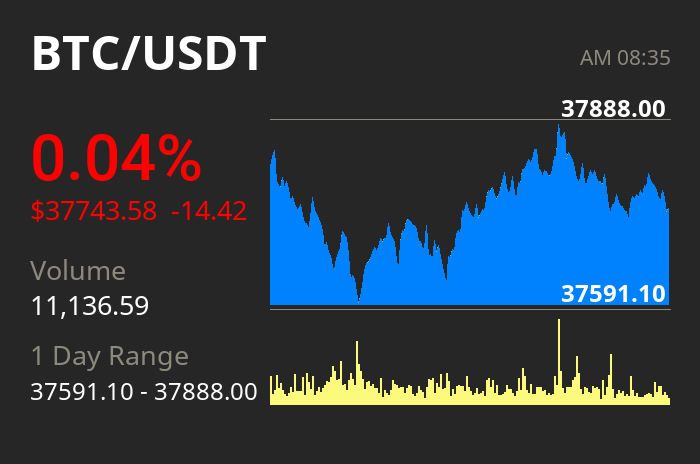 BTC/USDT
AM 08:35
37888.00
0.04%
$37743.58 -14.42
Volume
11,136.59
37591.10
1 Day Range
37591.10 - 37888.00